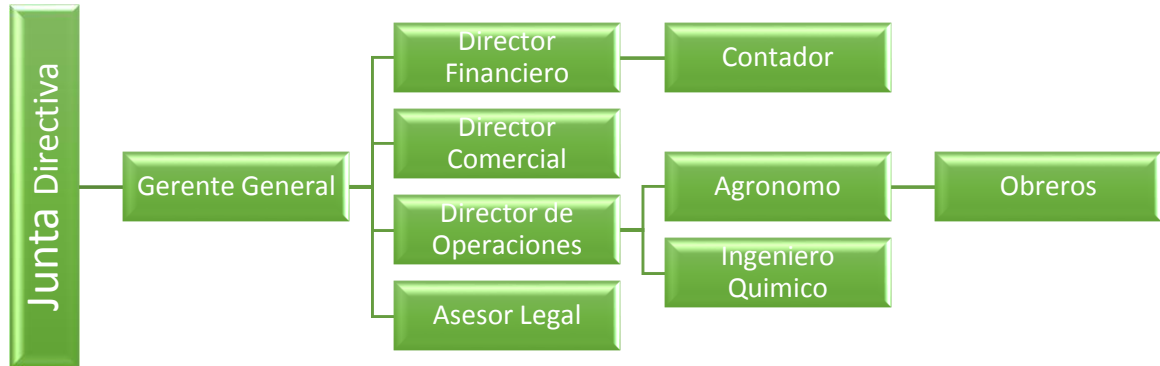 Junta Directiva
Gerente General
Director
Financiero
Contador
Director
Comercial
Director de
Operaciones
Agronomo
Obreros
Ingeniero
Quimico
Asesor Legal